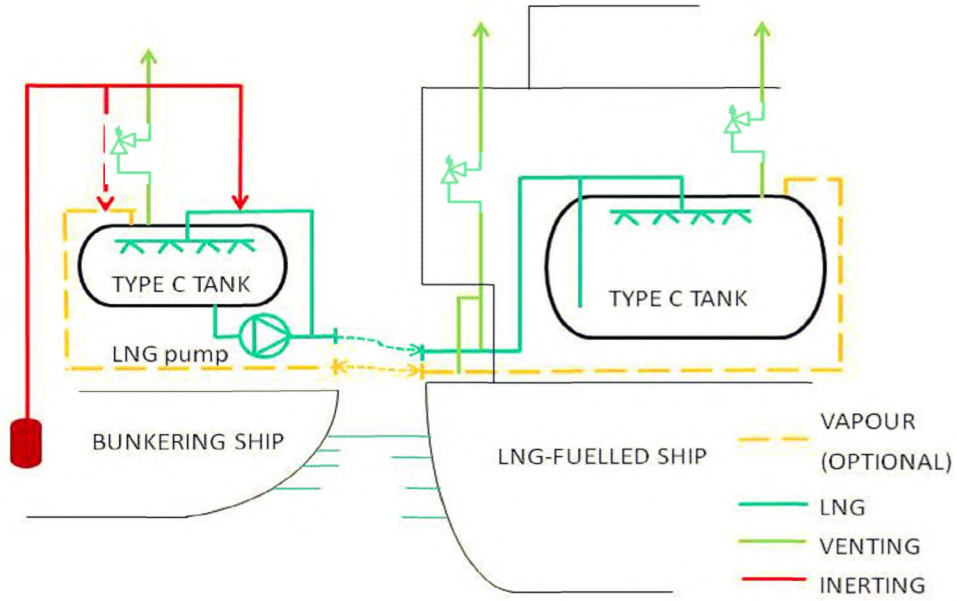 TYPE C TANK
TYPE C TANK
LNG pump
BUNKERING SHIP
LNG-FUELLED SHIP
VAPOUR
(OPTIONAL)
LNG
VENTING
INERTING